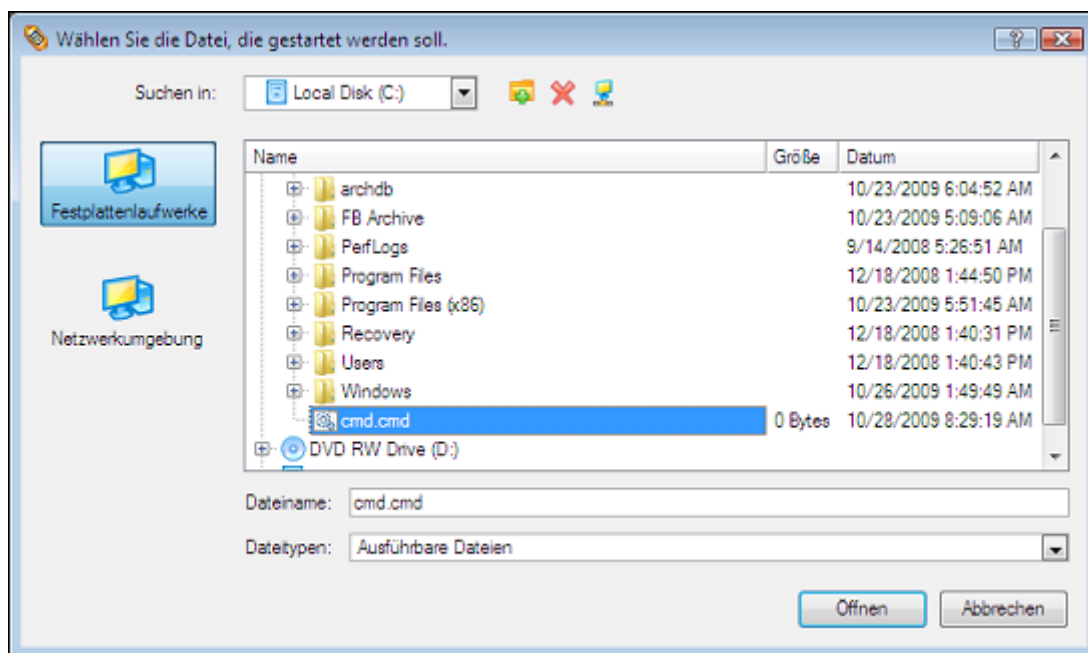 Wählen Sie die Datei, die gestartet werden soll.
Suchen in: Local Disk (C:)
Festplattenlaufwerke
Netzwerkumgebung
Name Größe Datum
archdb 10/23/2009 6:04:52 AM
FB Archive 10/23/2009 5:09:06 AM
PerfLogs 9/14/2008 5:26:51 AM
Program Files 12/18/2008 1:44:50 PM
Program Files (x86) 10/23/2009 5:51:45 AM
Recovery 12/18/2008 1:40:31 PM
Users 12/18/2008 1:40:43 PM
Windows 10/26/2009 1:49:49 AM
cmd.cmd 0 Bytes 10/28/2009 8:29:19 AM
DVD RW Drive (D:)
Dateiname: cmd.cmd
Dateitypen: Ausführbare Dateien
Öffnen Abbrechen